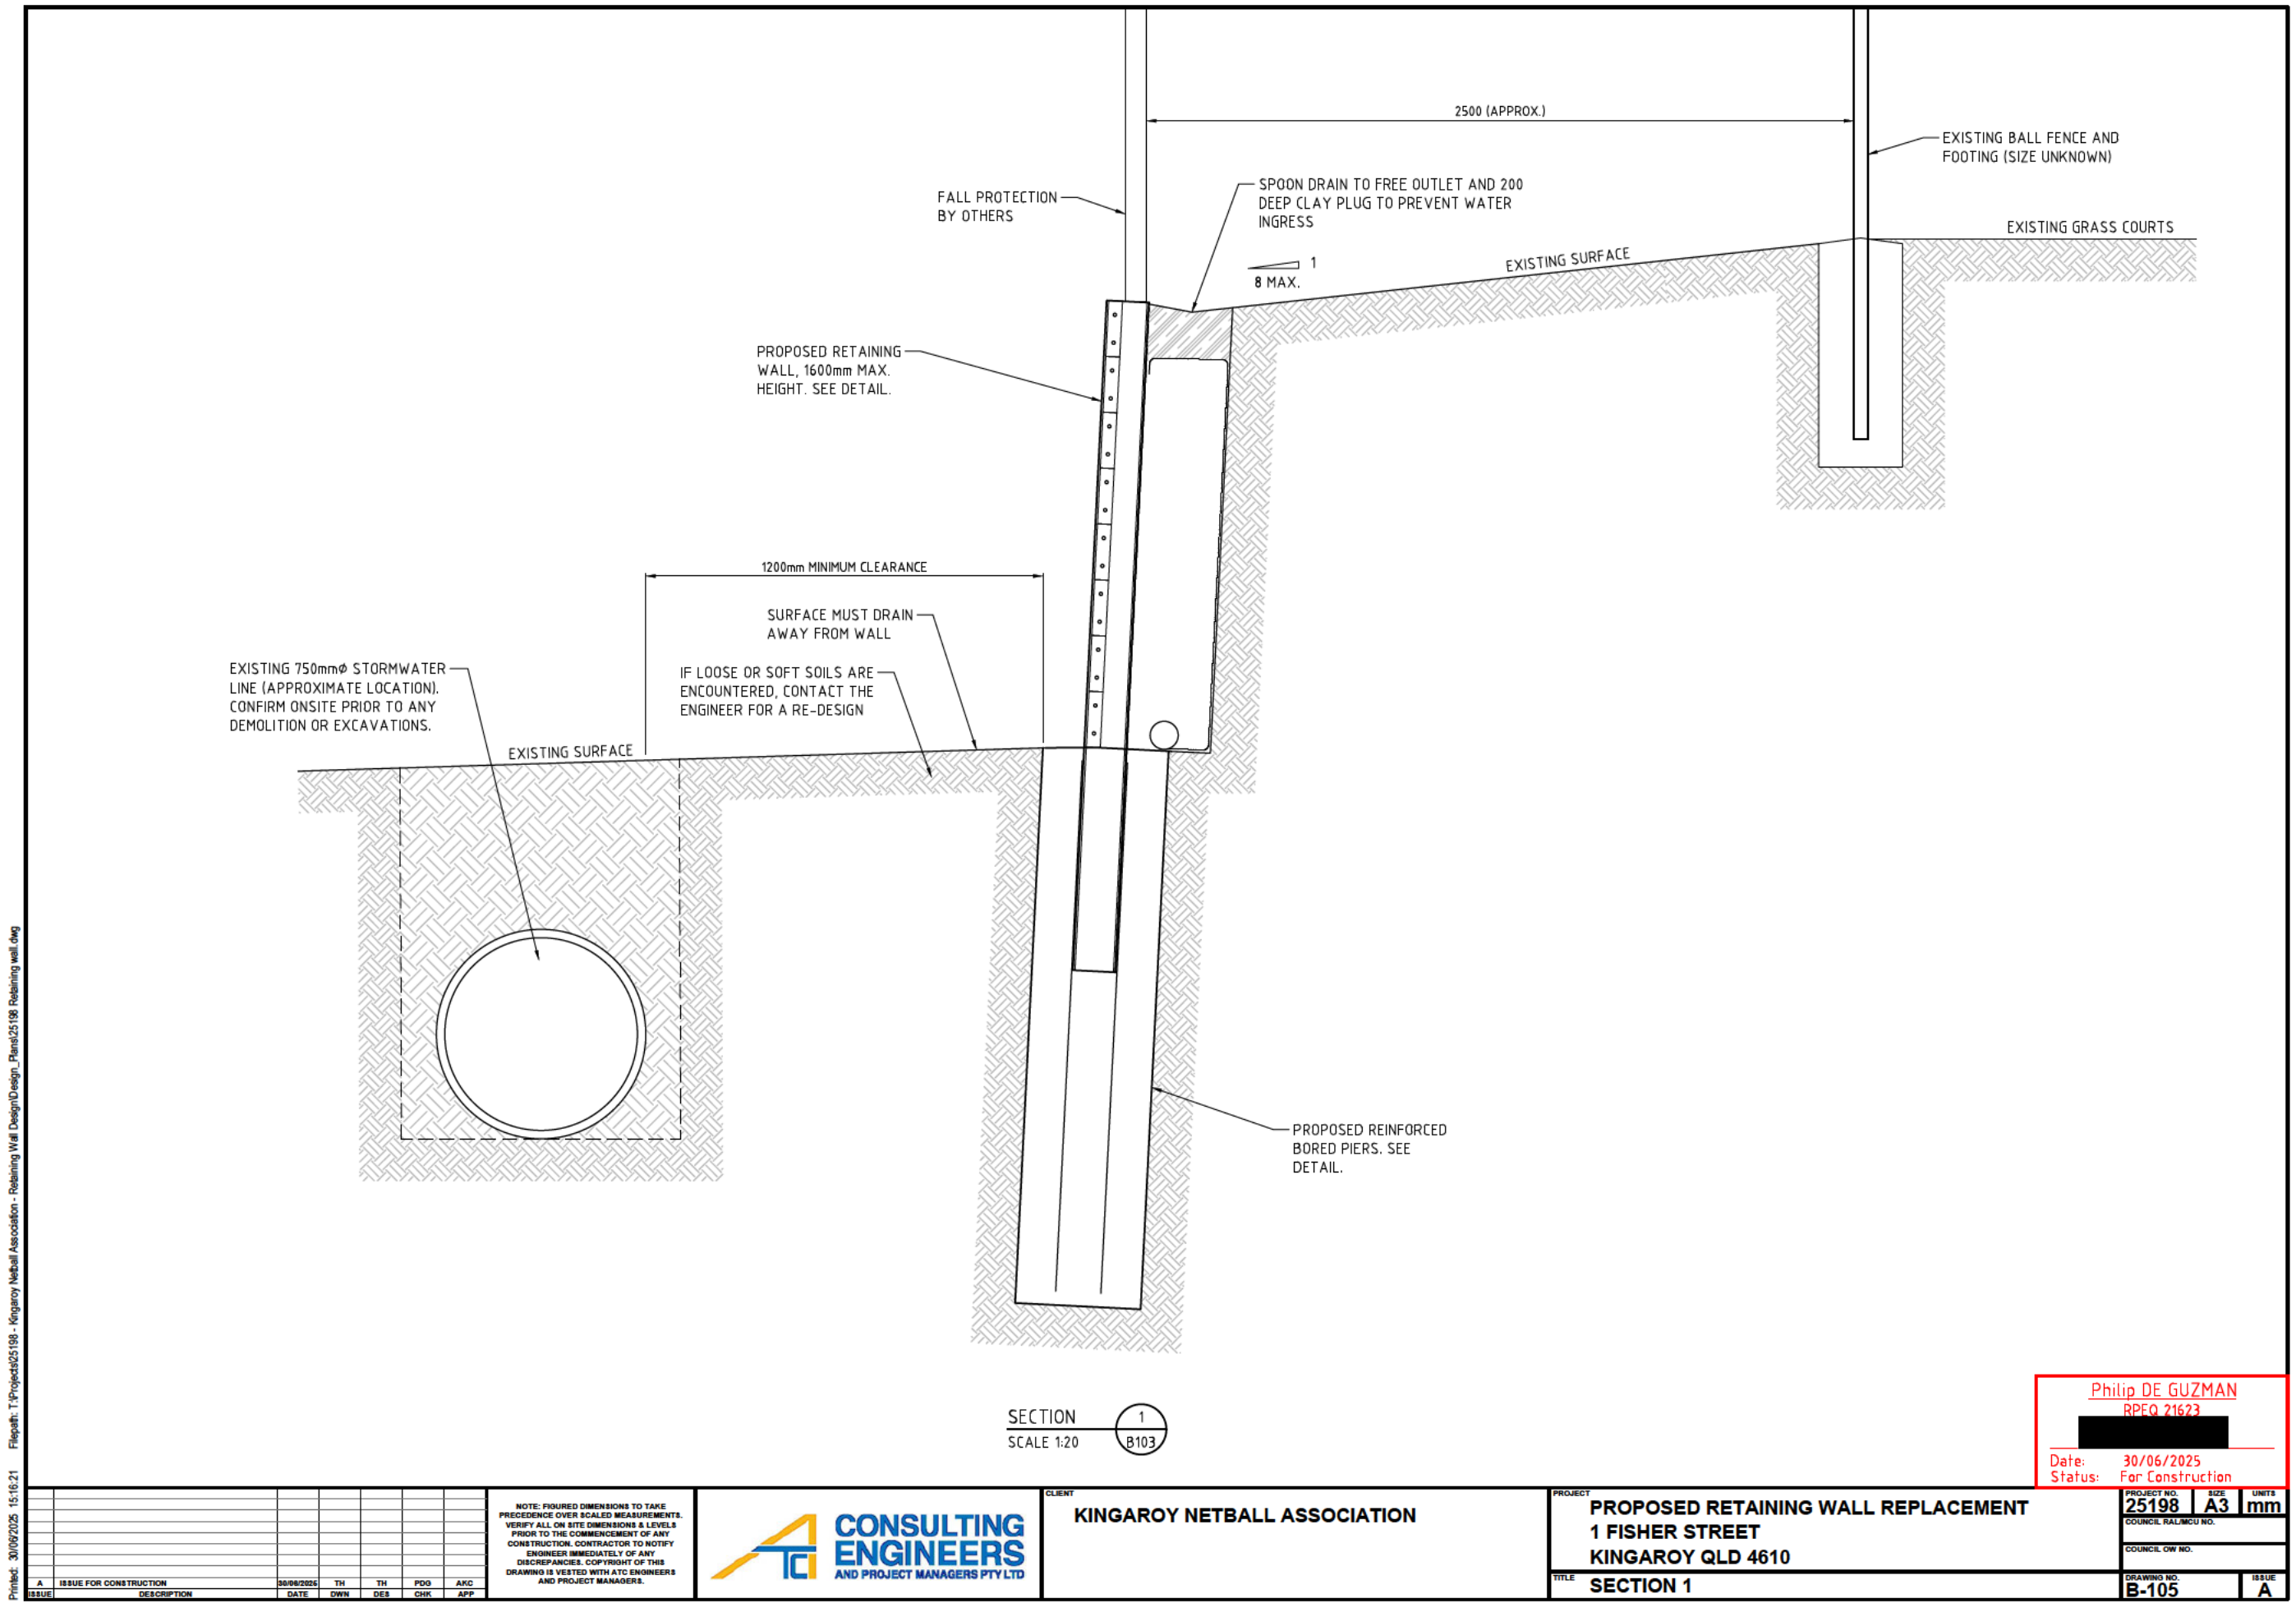 2500 (APPROX.)
EXISTING BALL FENCE AND
FOOTING (SIZE UNKNOWN)
FALL PROTECTION
BY OTHERS
SPOON DRAIN TO FREE OUTLET AND 200
DEEP CLAY PLUG TO PREVENT WATER
INGRESS
EXISTING GRASS COURTS
EXISTING SURFACE
1
8 MAX.
PROPOSED RETAINING
WALL, 1600mm MAX.
HEIGHT. SEE DETAIL.
1200mm MINIMUM CLEARANCE
SURFACE MUST DRAIN
AWAY FROM WALL
IF LOOSE OR SOFT SOILS ARE
ENCOUNTERED, CONTACT THE
ENGINEER FOR A RE-DESIGN
EXISTING 750mmø STORMWATER
LINE (APPROXIMATE LOCATION).
CONFIRM ONSITE PRIOR TO ANY
DEMOLITION OR EXCAVATIONS.
EXISTING SURFACE
PROPOSED REINFORCED
BORED PIERS. SEE
DETAIL.
SECTION 1
SCALE 1:20 B103
Philip DE GUZMAN
RPEQ 21623
Date: 30/06/2025
Status: For Construction
Printed: 30/06/2025 15:16:21 Filepath: T:\Projects\25198 - Kingaroy Netball Association - Retaining Wall Design\Design_Plans\25198 Retaining wall.dwg
A ISSUE FOR CONSTRUCTION 30/06/2025 TH TH PDG AKC
ISSUE DESCRIPTION DATE DWN DES CHK APP
NOTE: FIGURED DIMENSIONS TO TAKE
PRECEDENCE OVER SCALED MEASUREMENTS.
VERIFY ALL ON SITE DIMENSIONS & LEVELS
PRIOR TO THE COMMENCEMENT OF ANY
CONSTRUCTION. CONTRACTOR TO NOTIFY
ENGINEER IMMEDIATELY OF ANY
DISCREPANCIES. COPYRIGHT OF THIS
DRAWING IS VESTED WITH ATC ENGINEERS
AND PROJECT MANAGERS.
ATC CONSULTING
ENGINEERS
AND PROJECT MANAGERS PTY LTD
CLIENT
KINGAROY NETBALL ASSOCIATION
PROJECT
PROPOSED RETAINING WALL REPLACEMENT
1 FISHER STREET
KINGAROY QLD 4610
TITLE
SECTION 1
PROJECT NO. SIZE UNITS
25198 A3 mm
COUNCIL RAL/MCU NO.
COUNCIL OW NO.
DRAWING NO. ISSUE
B-105 A